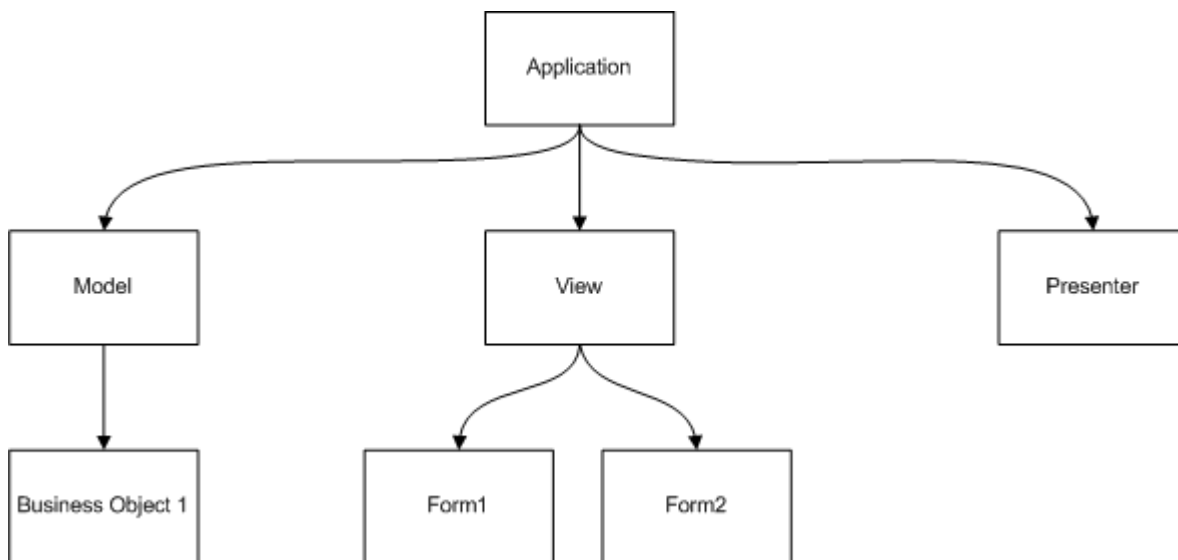 Application
Model
View
Presenter
Business Object 1
Form1
Form2